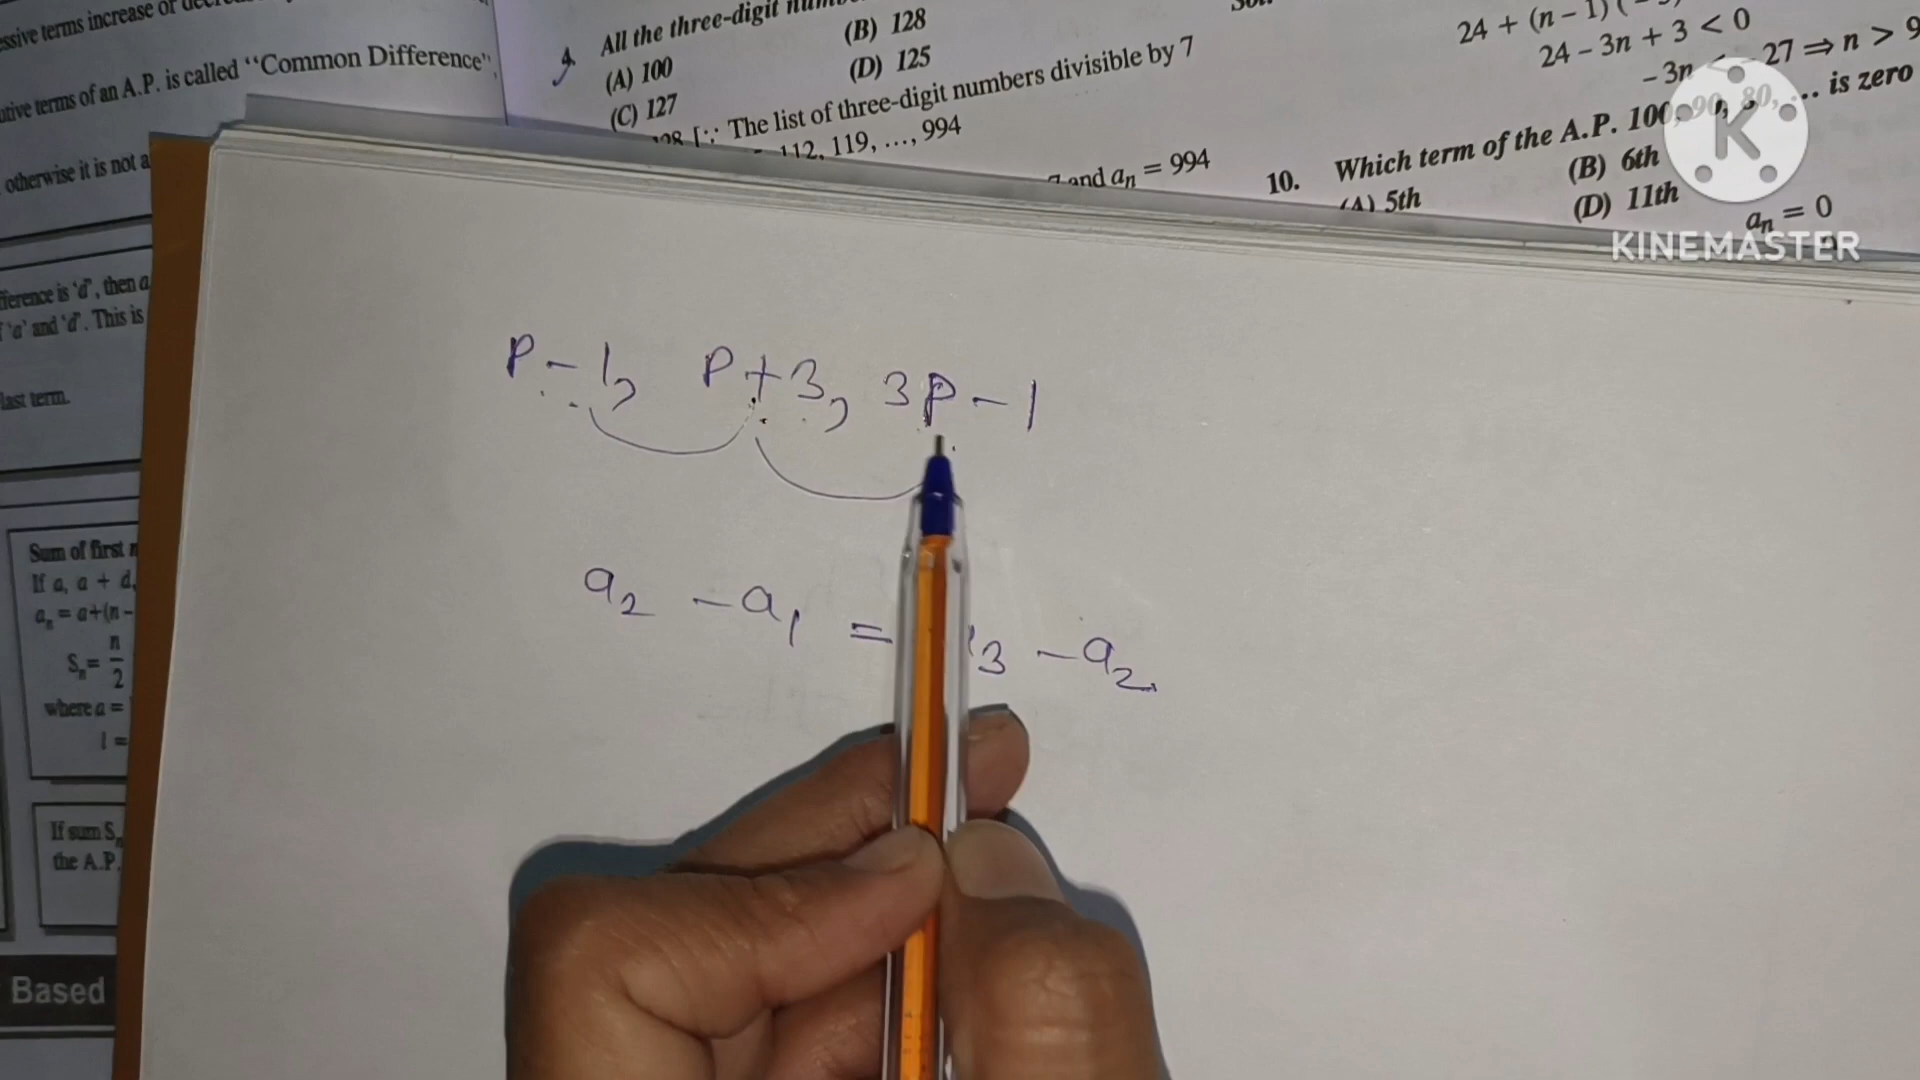 ssive terms increase or
utive terms of an A.P. is called "Common Difference",
otherwise it is not a
fference is 'd', then a
'a' and 'd'. This is
last term.
Sum of first n
If a, a + d,
aₙ = a+(n-
Sₙ = n/2
where a =
l =
If sum Sₙ
the A.P.
Based
4. All the three-digit
(A) 100 (B) 128
(C) 127 (D) 125
[∵ The list of three-digit numbers divisible by 7
112, 119, ..., 994
and aₙ = 994
24 + (n – 1) (
24 – 3n + 3 < 0
– 3n < – 27 ⇒ n > 9
10. Which term of the A.P. 100, 90, 80, ... is zero
(A) 5th (B) 6th
(D) 11th
aₙ = 0
KINEMASTER
P – 1, P + 3, 3P – 1
a₂ – a₁ = a₃ – a₂